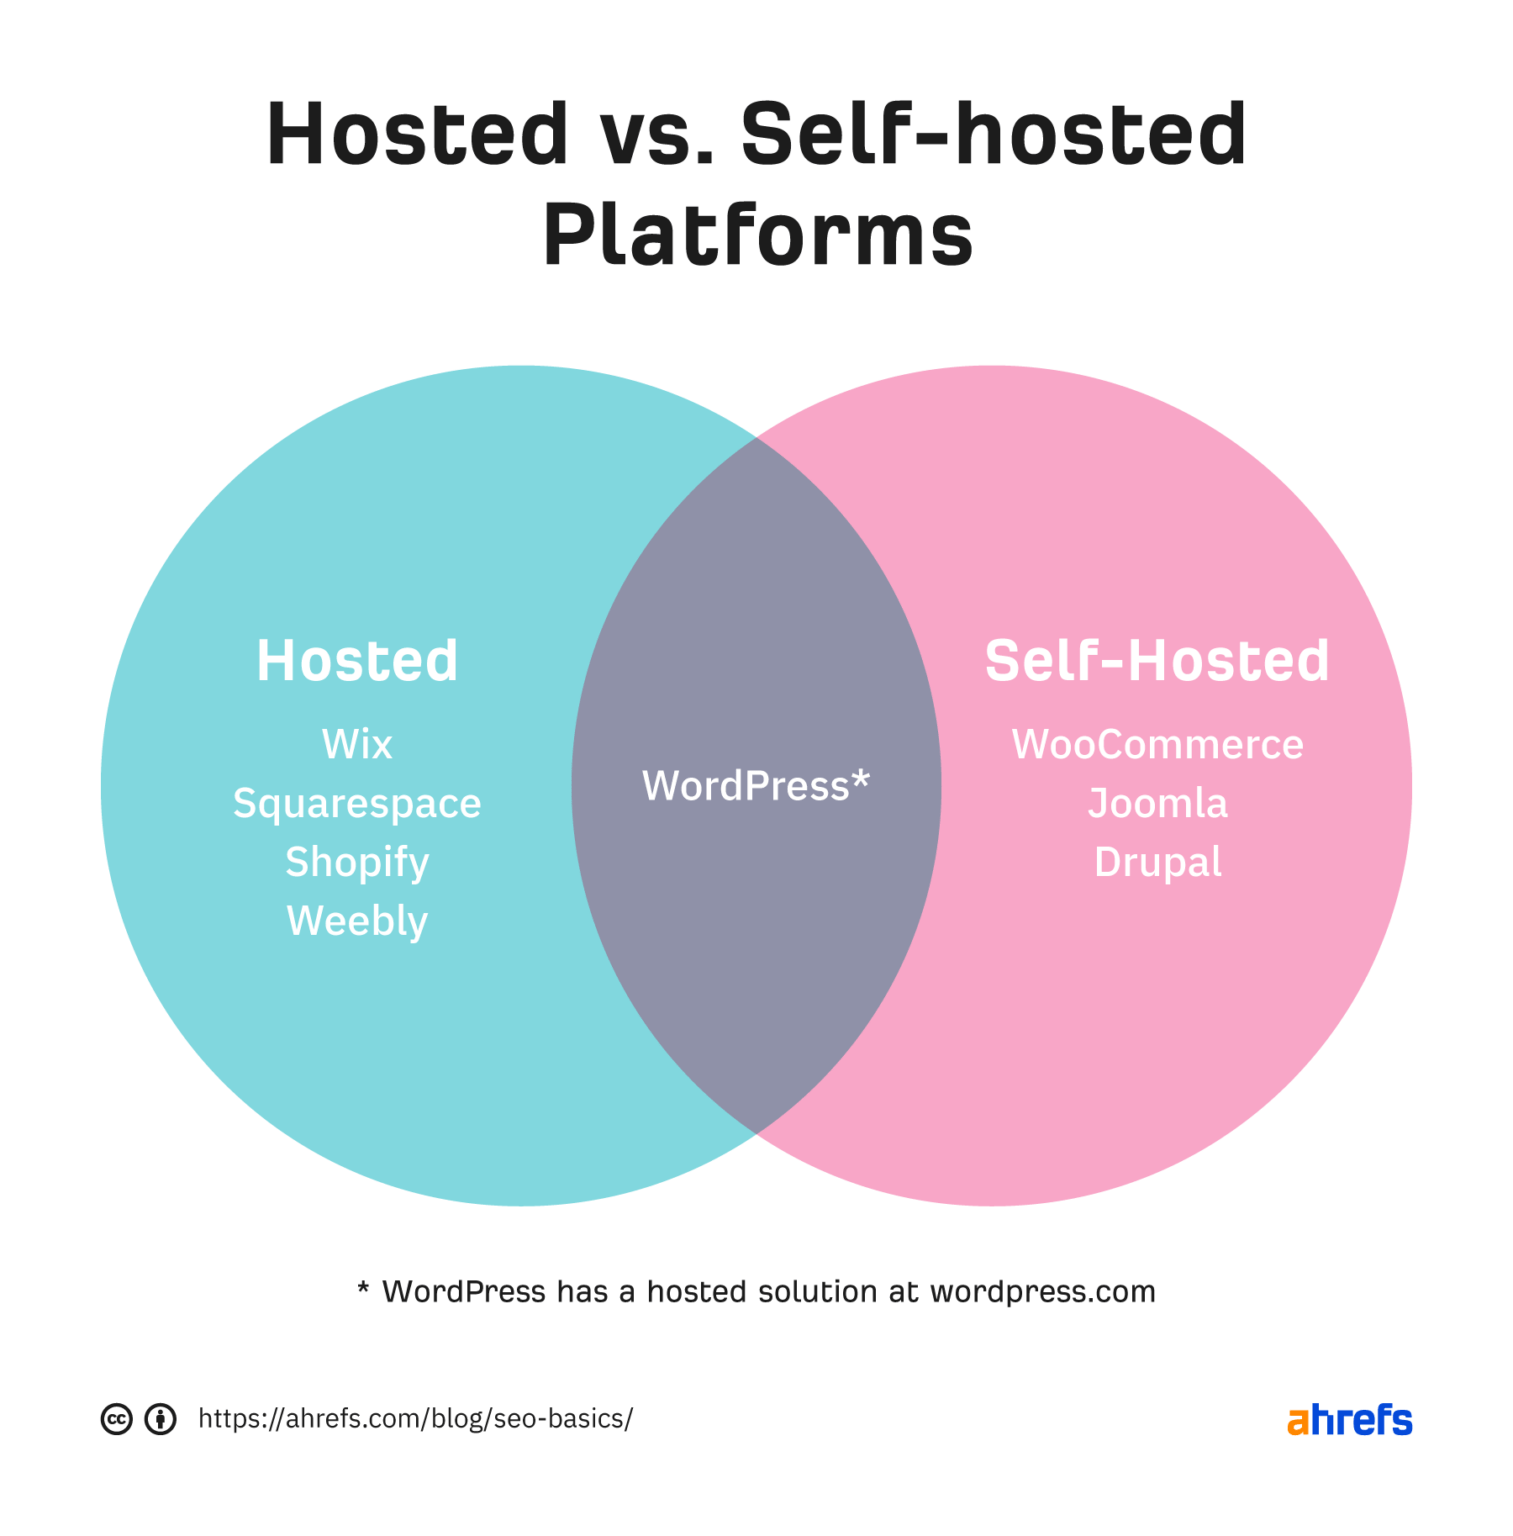 Hosted vs. Self-hosted
Platforms
Hosted
Wix
Squarespace
Shopify
Weebly
WordPress*
Self-Hosted
WooCommerce
Joomla
Drupal
* WordPress has a hosted solution at wordpress.com
cc
https://ahrefs.com/blog/seo-basics/
ahrefs